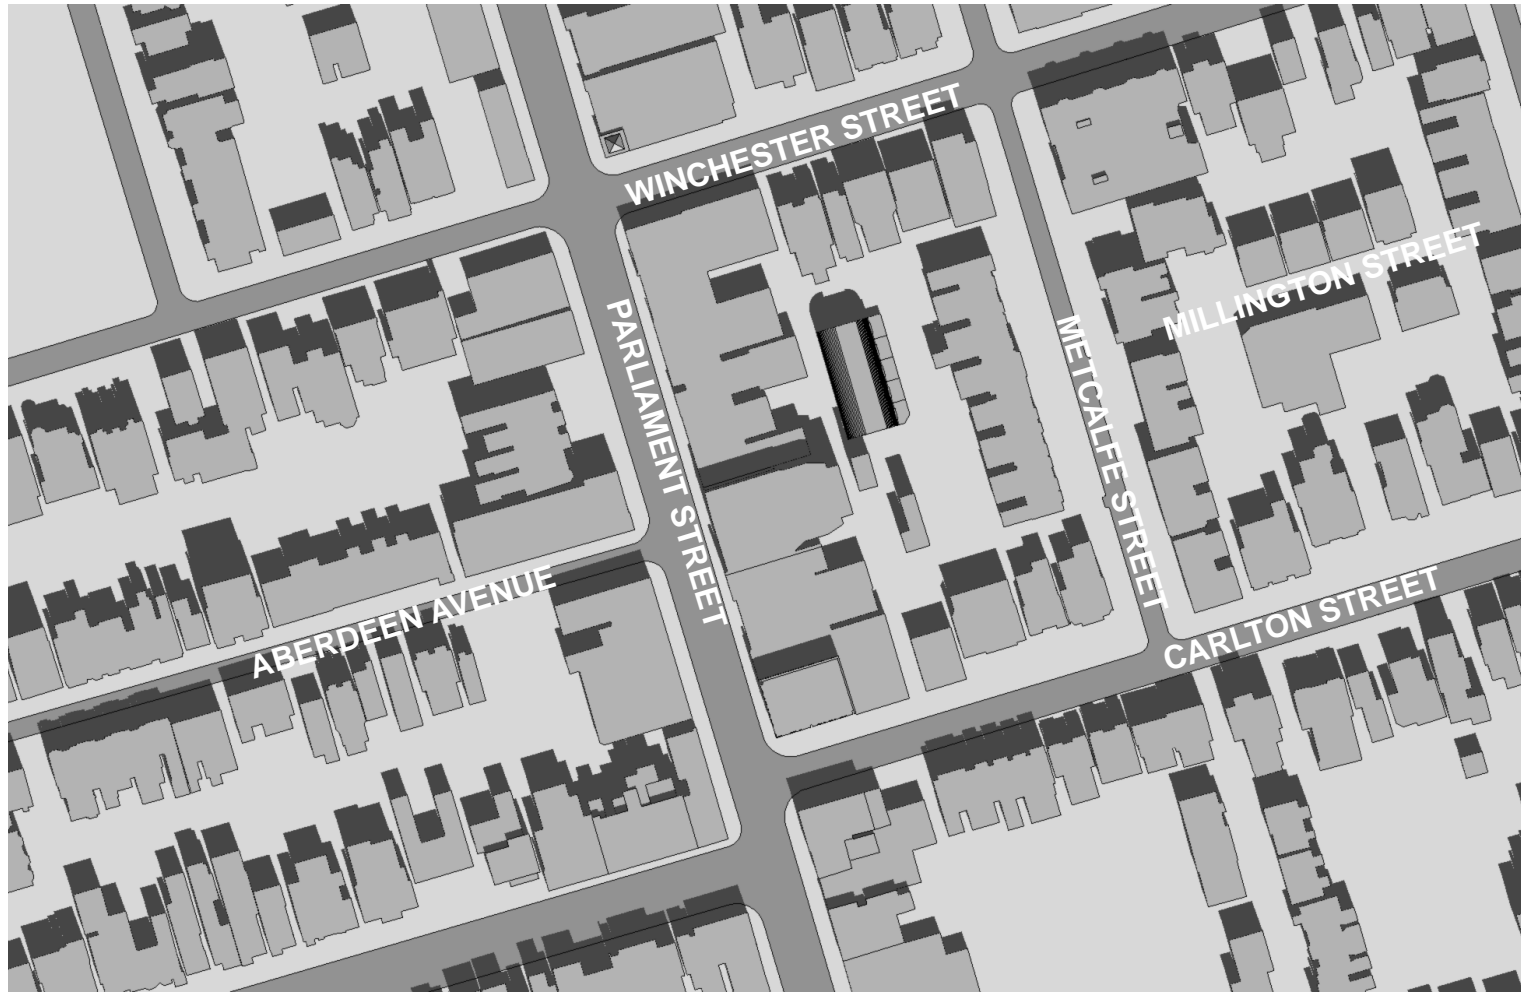 WINCHESTER STREET
MILLINGTON STREET
PARLIAMENT STREET
METCALFE STREET
ABERDEEN AVENUE
CARLTON STREET